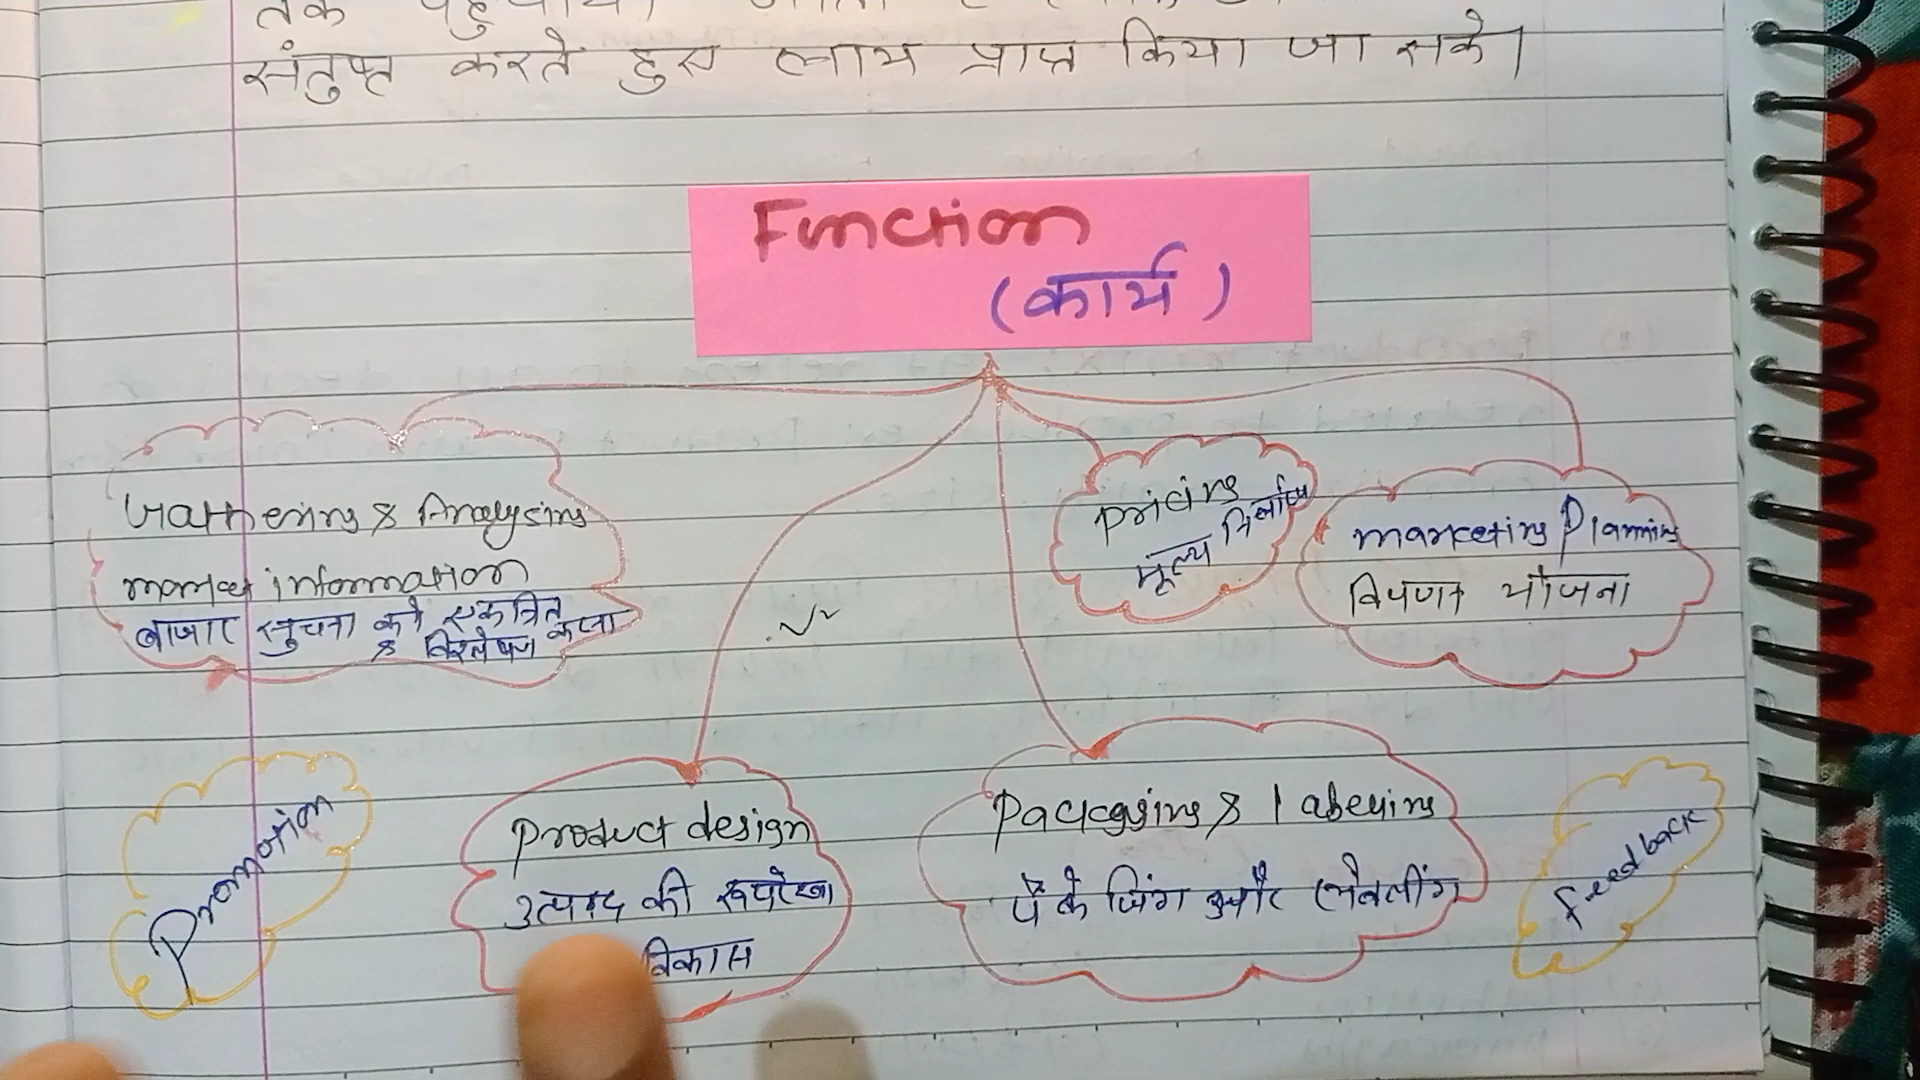 संतुष्ट करते हुए लाभ प्राप्त किया जा सके।
Function
(कार्य)
Gathering & Analysing
market information
बाजार सूचना को एकत्रित
& विश्लेषण करना
Pricing
मूल्य निर्धारण
marketing Planning
विपणन योजना
Promotion
Product design
उत्पाद की रूपरेखा
विकास
Packaging & labelling
पैकेजिंग और लेबलींग
Feedback